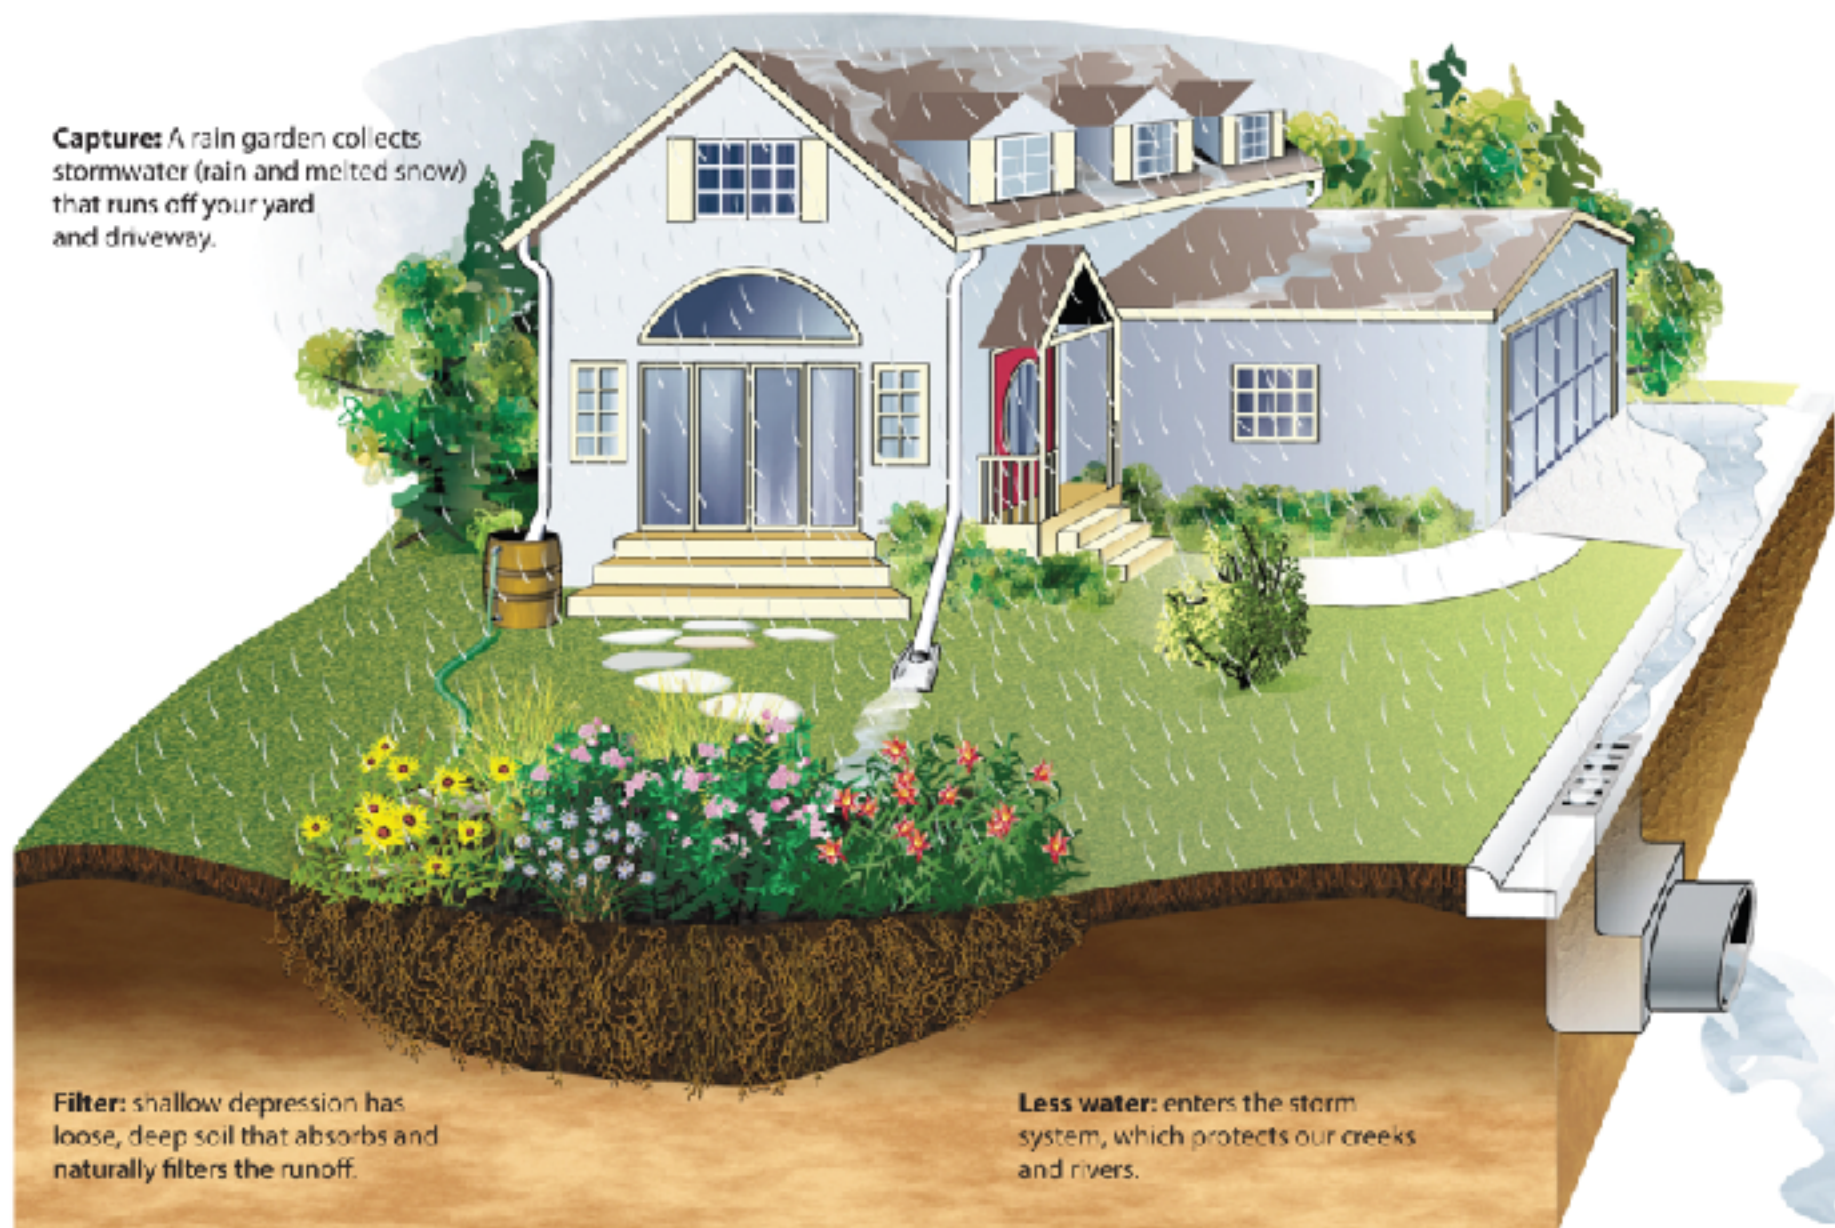 Capture: A rain garden collects
stormwater (rain and melted snow)
that runs off your yard
and driveway.
Filter: shallow depression has
loose, deep soil that absorbs and
naturally filters the runoff.
Less water: enters the storm
system, which protects our creeks
and rivers.